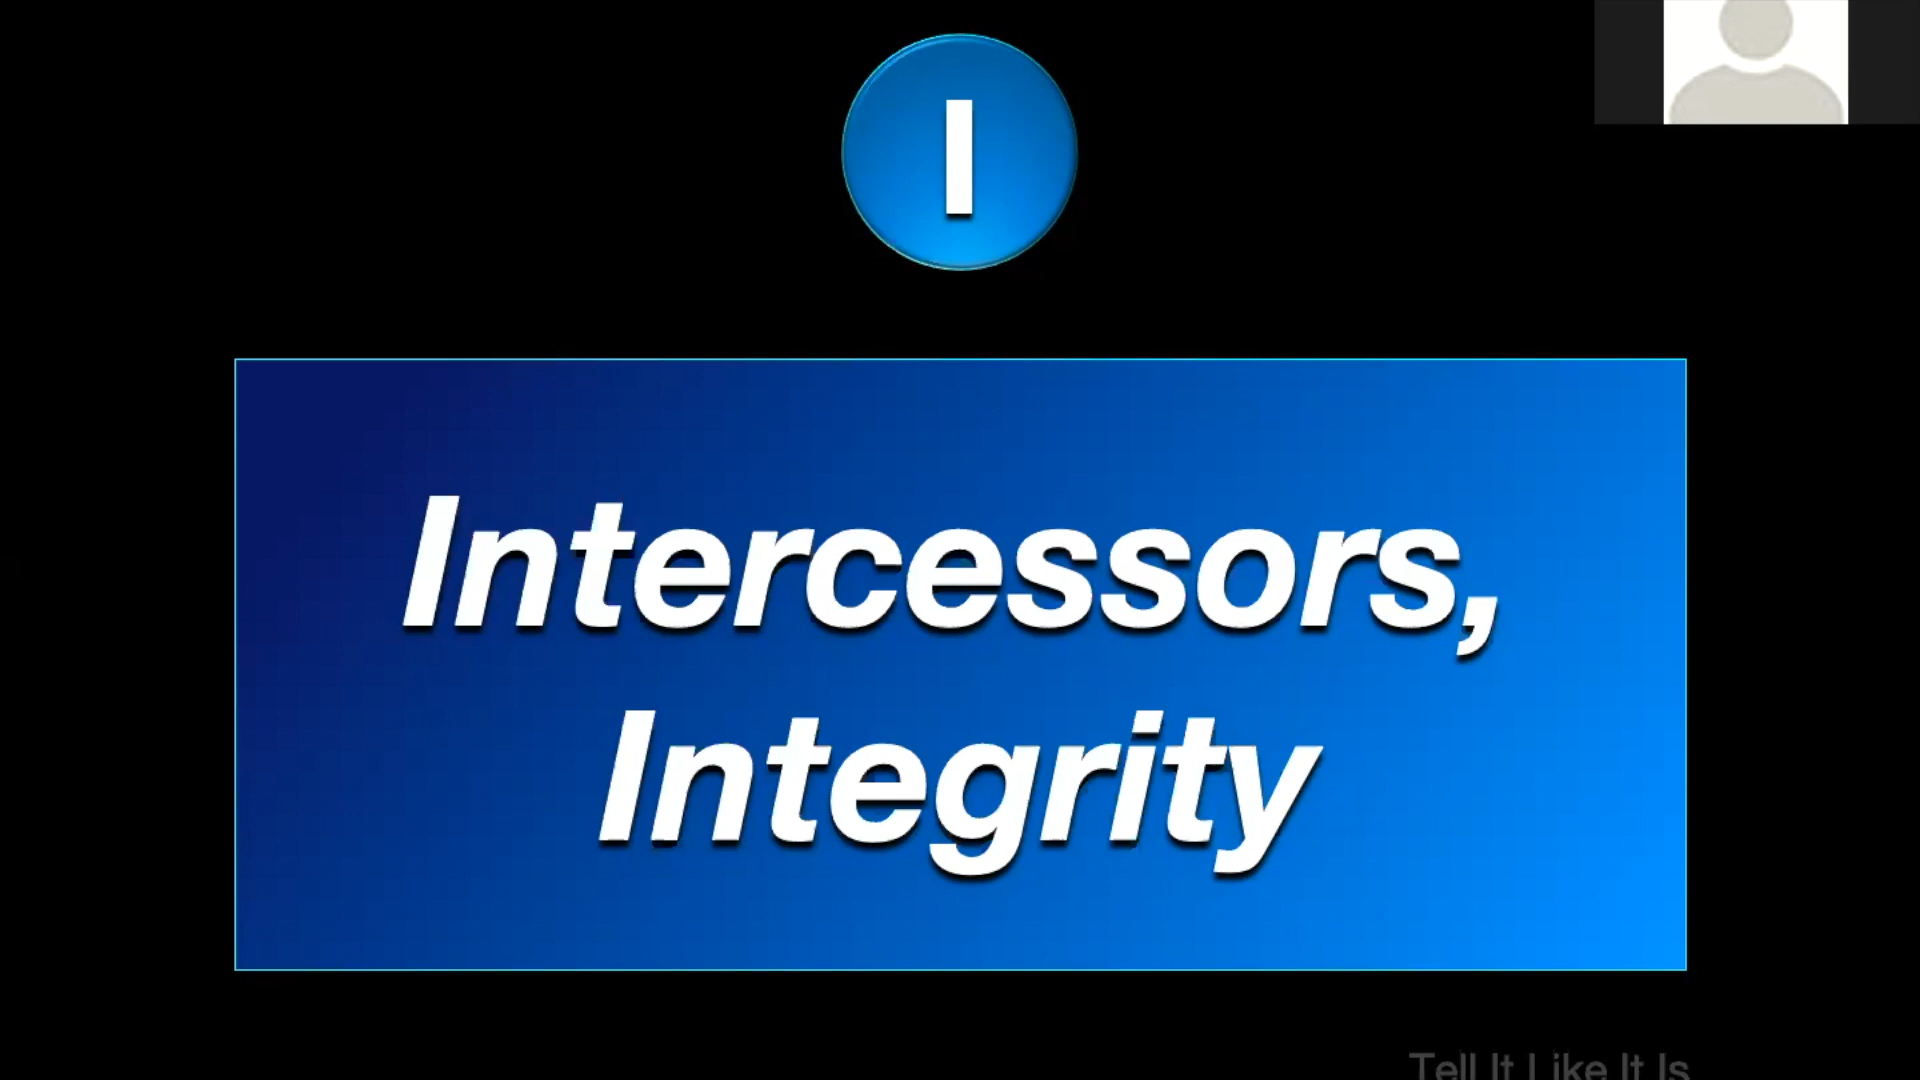 I
Intercessors,
Integrity
Tell It Like It Is